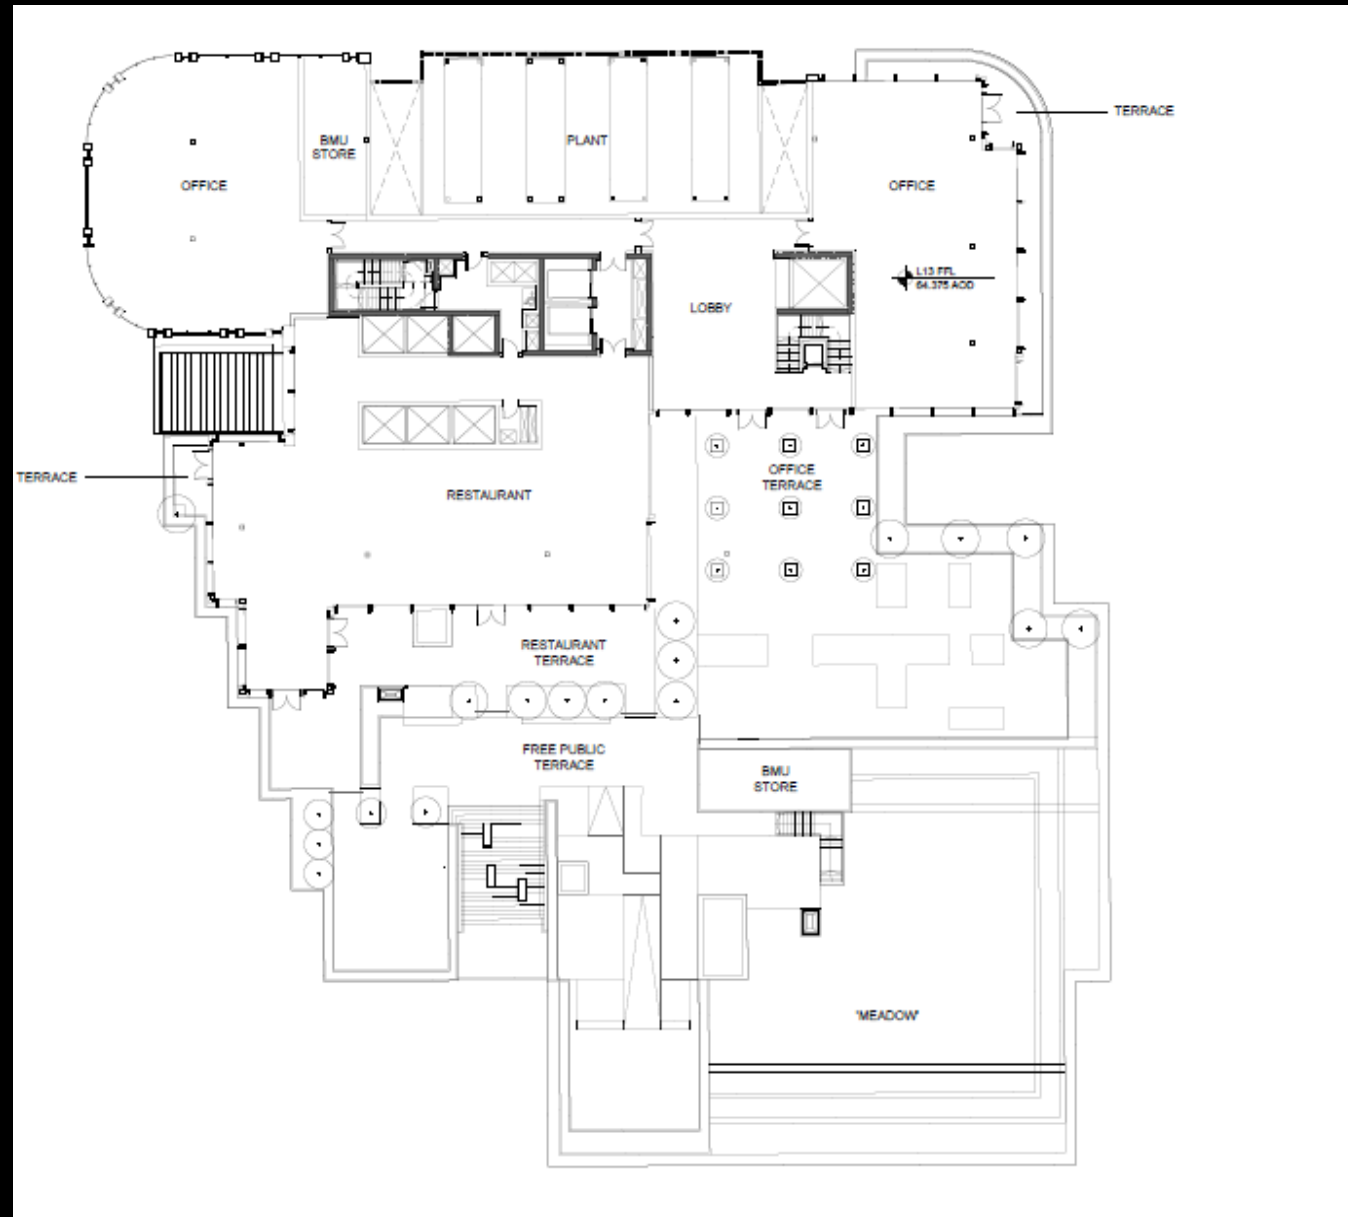 TERRACE
BMU
STORE
PLANT
OFFICE
OFFICE
L13 FFL
64.375 AOD
LOBBY
OFFICE
TERRACE
TERRACE
RESTAURANT
RESTAURANT
TERRACE
FREE PUBLIC
TERRACE
BMU
STORE
'MEADOW'